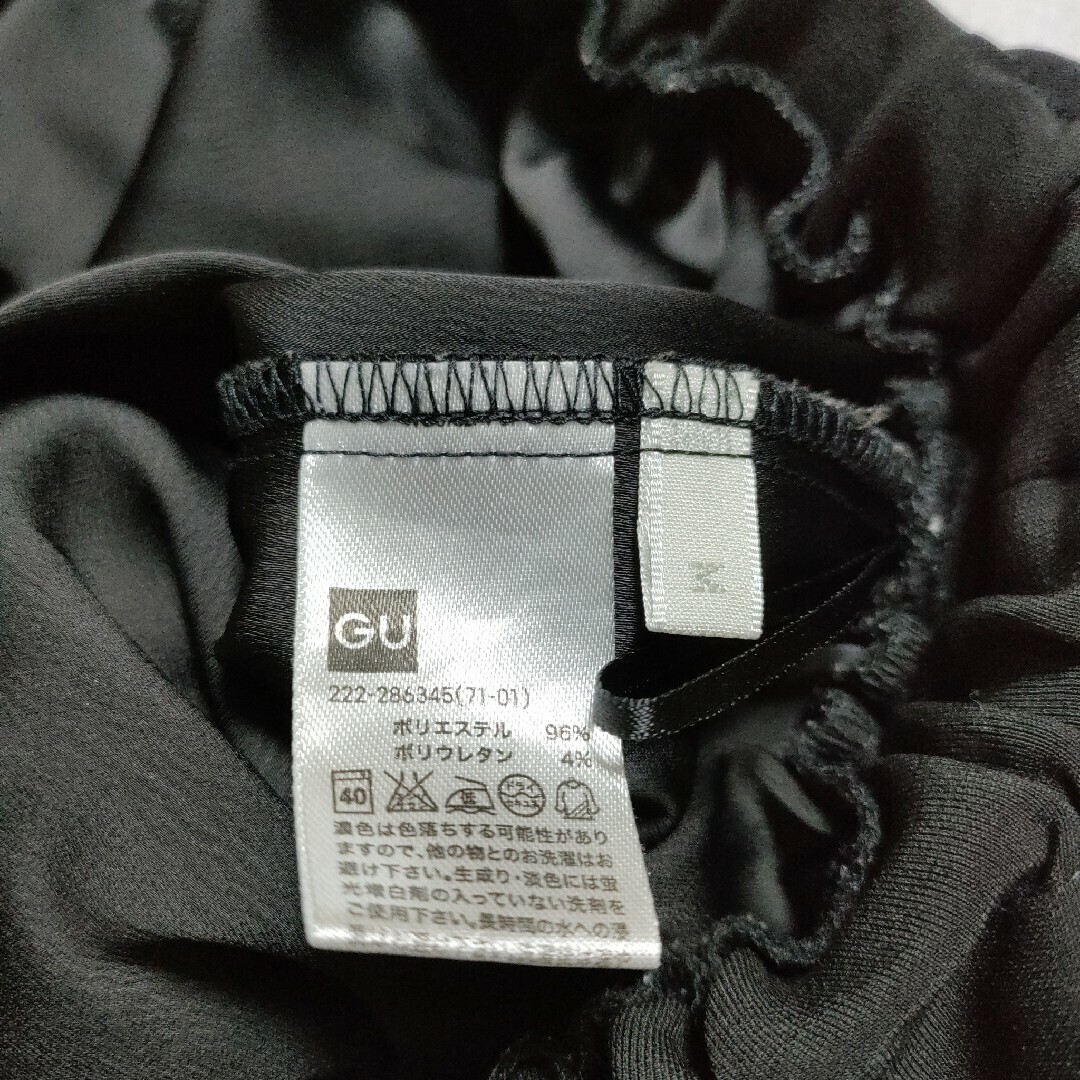 GU
222-286345(71-01)
ポリエステル 96%
ポリウレタン 4%
40
濃色は色落ちする可能性があり
ますので、他の物とのお洗濯はお
避け下さい。生成り・淡色には蛍
光増白剤の入っていない洗剤を
ご使用下さい。長時間の水への浸